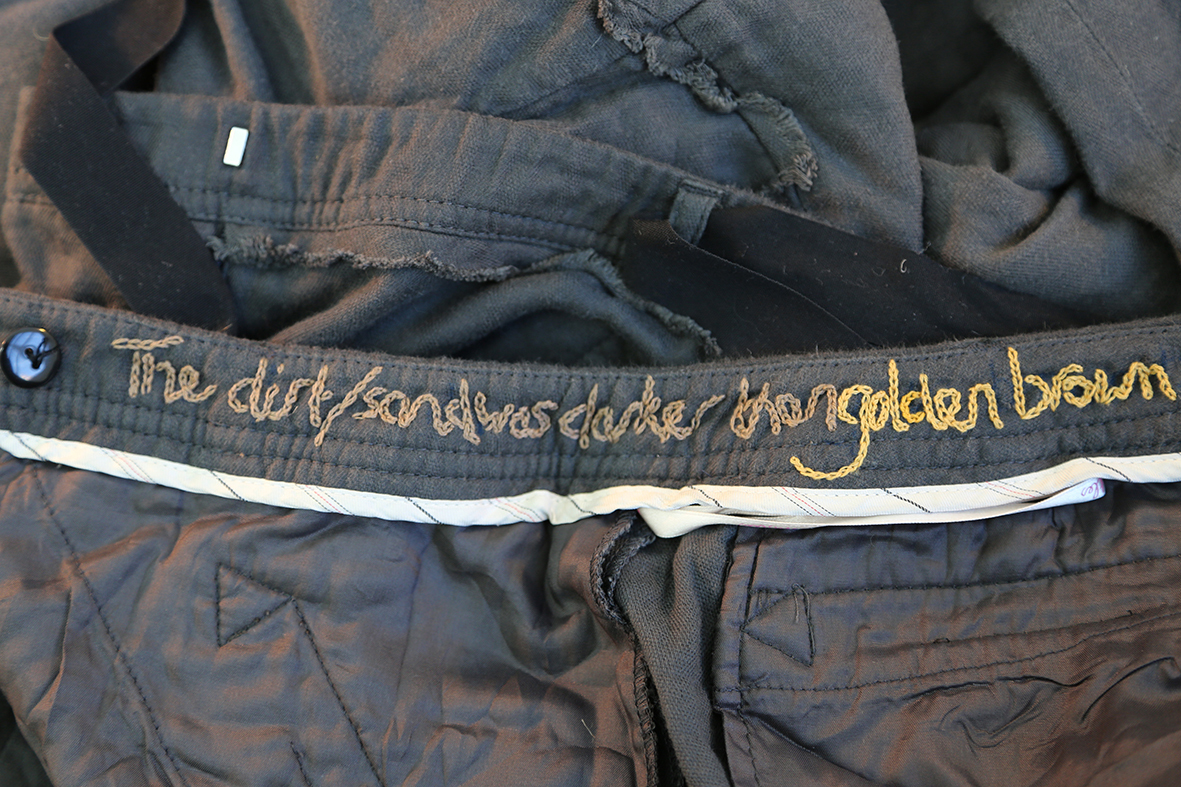 The dirt/sand was darker than golden brown